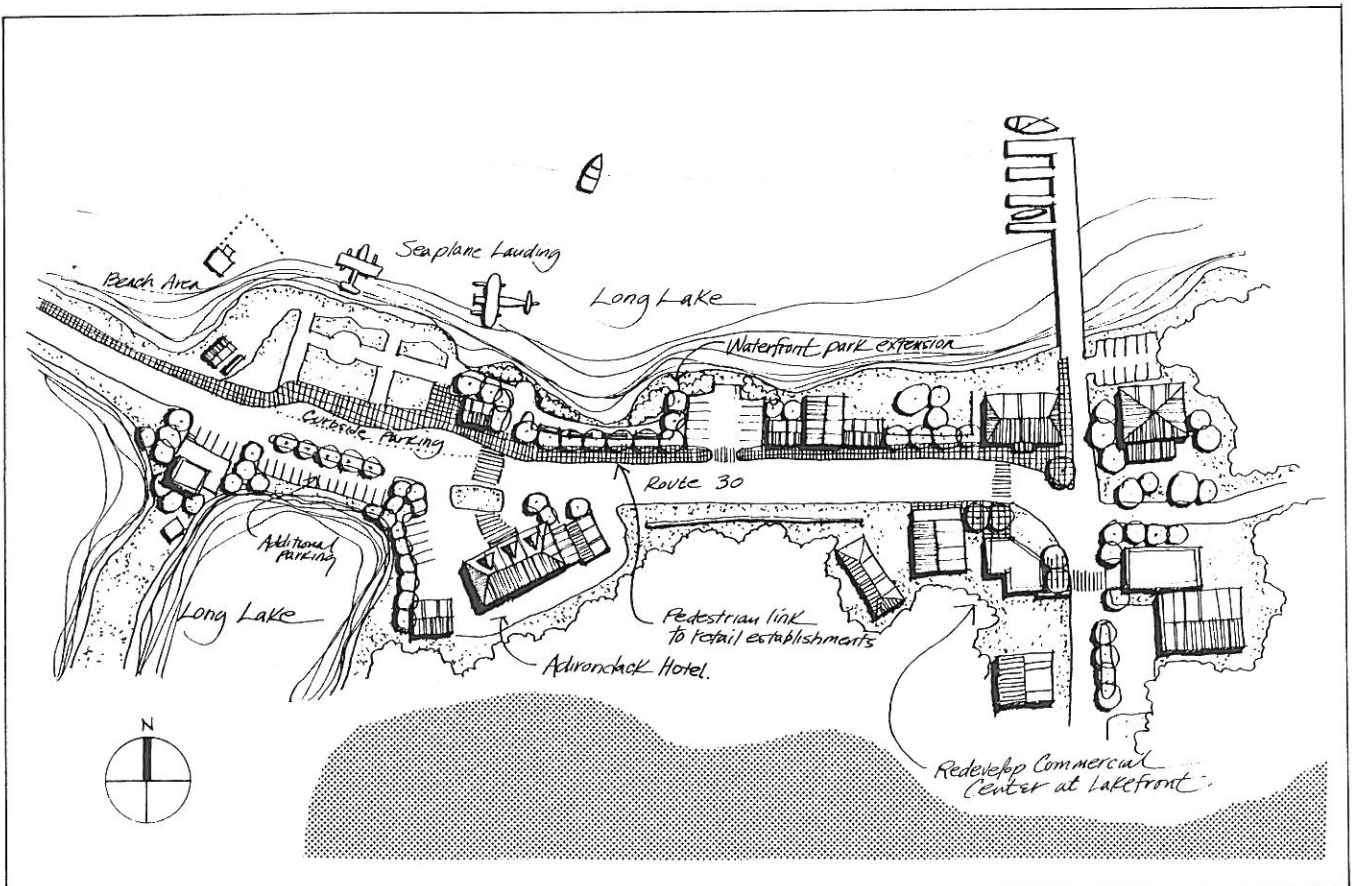 Seaplane Landing
Beach Area
Long Lake
Waterfront park extension
Curbside Parking
Route 30
Additional
Parking
Long Lake
Pedestrian link
to retail establishments
Adirondack Hotel.
N
Redevelop Commercial
Center at Lakefront.